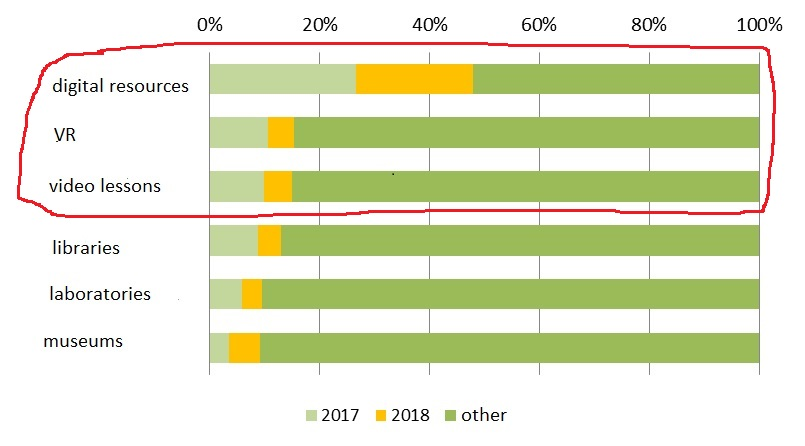 0% 20% 40% 60% 80% 100%
digital resources
VR
video lessons
libraries
laboratories
museums
2017 2018 other